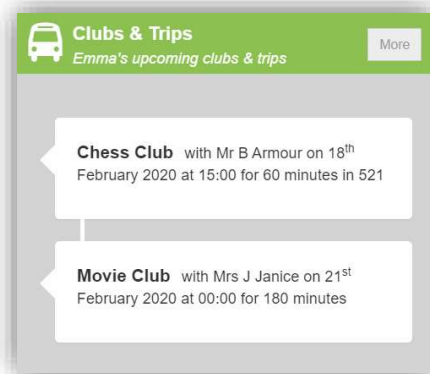 Clubs & Trips
Emma's upcoming clubs & trips
More
Chess Club with Mr B Armour on 18th
February 2020 at 15:00 for 60 minutes in 521
Movie Club with Mrs J Janice on 21st
February 2020 at 00:00 for 180 minutes